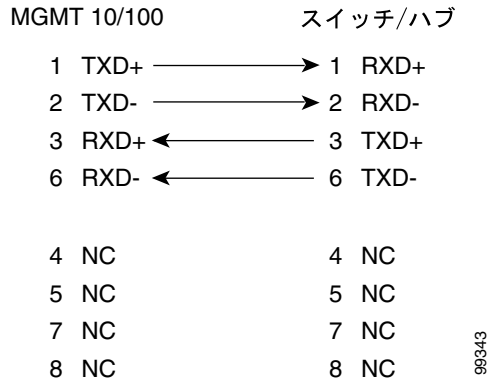 MGMT 10/100 スイッチ/ハブ
1 TXD+ 1 RXD+
2 TXD- 2 RXD-
3 RXD+ 3 TXD+
6 RXD- 6 TXD-
4 NC 4 NC
5 NC 5 NC
7 NC 7 NC
8 NC 8 NC
99343